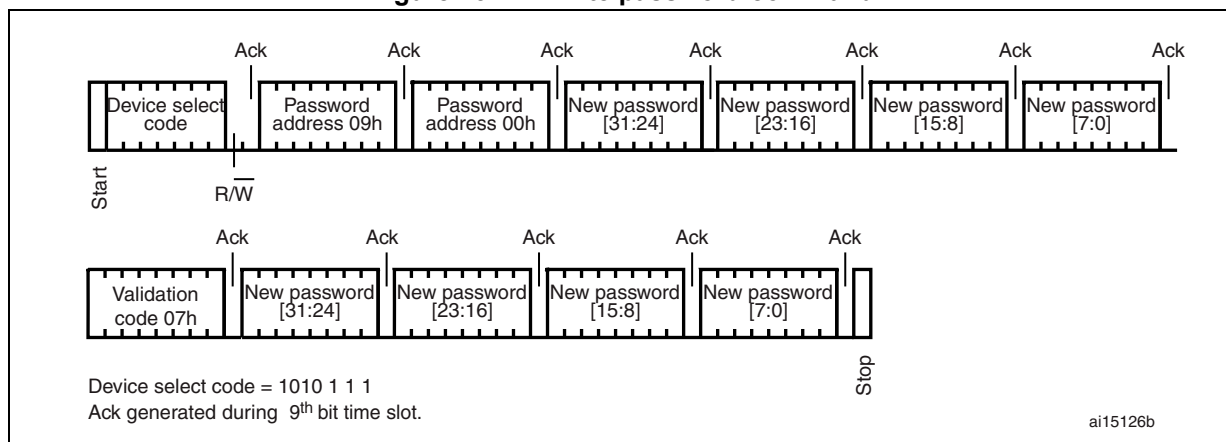 Ack Ack Ack Ack Ack Ack Ack
Device select code
Password address 09h
Password address 00h
New password [31:24]
New password [23:16]
New password [15:8]
New password [7:0]
Start
R/W
Ack Ack Ack Ack Ack
Validation code 07h
New password [31:24]
New password [23:16]
New password [15:8]
New password [7:0]
Stop
Device select code = 1010 1 1 1
Ack generated during 9th bit time slot.
ai15126b